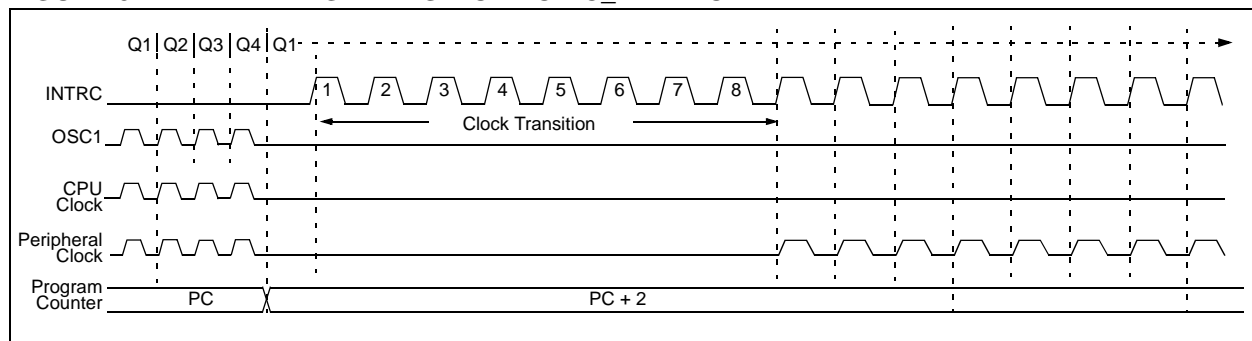 Q1 Q2 Q3 Q4 Q1
INTRC
1 2 3 4 5 6 7 8
Clock Transition
OSC1
CPU
Clock
Peripheral
Clock
Program
Counter
PC
PC + 2